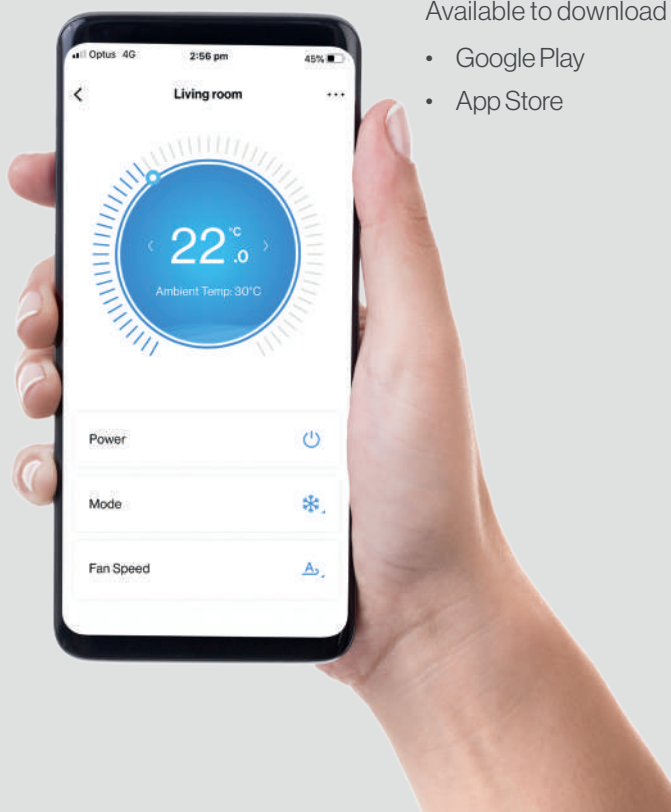 Available to download
• Google Play
• App Store
Optus 4G 2:56 pm 45%
Living room
22.0 °C
Ambient Temp: 30°C
Power
Mode
Fan Speed
A